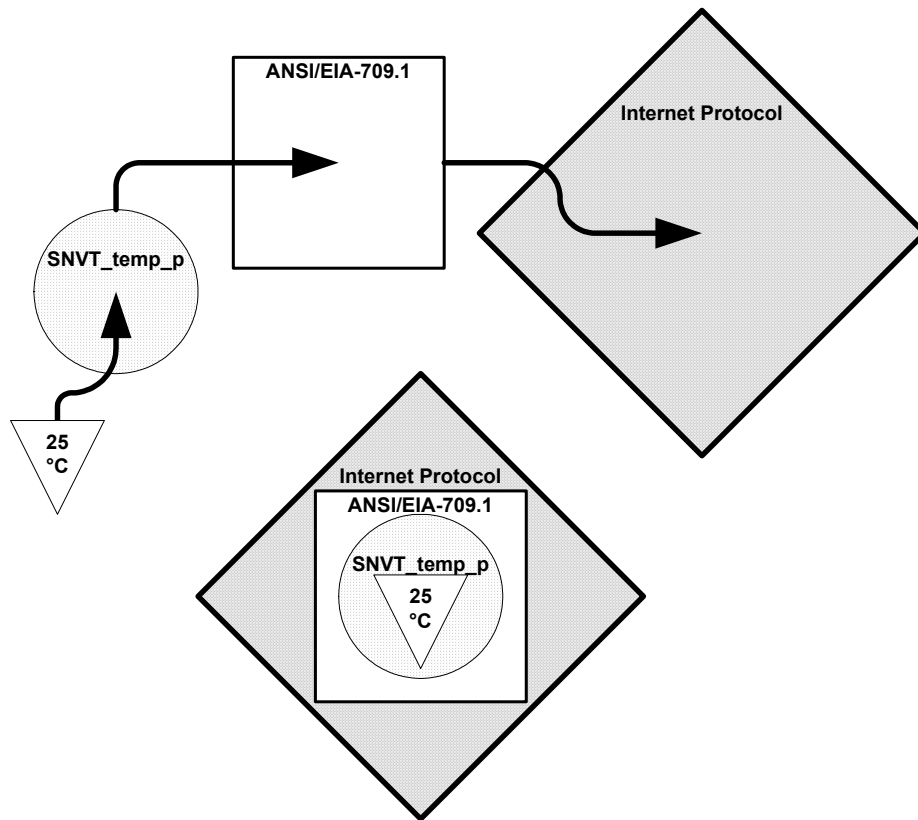 ANSI/EIA-709.1
Internet Protocol
SNVT_temp_p
25
°C
Internet Protocol
ANSI/EIA-709.1
SNVT_temp_p
25
°C